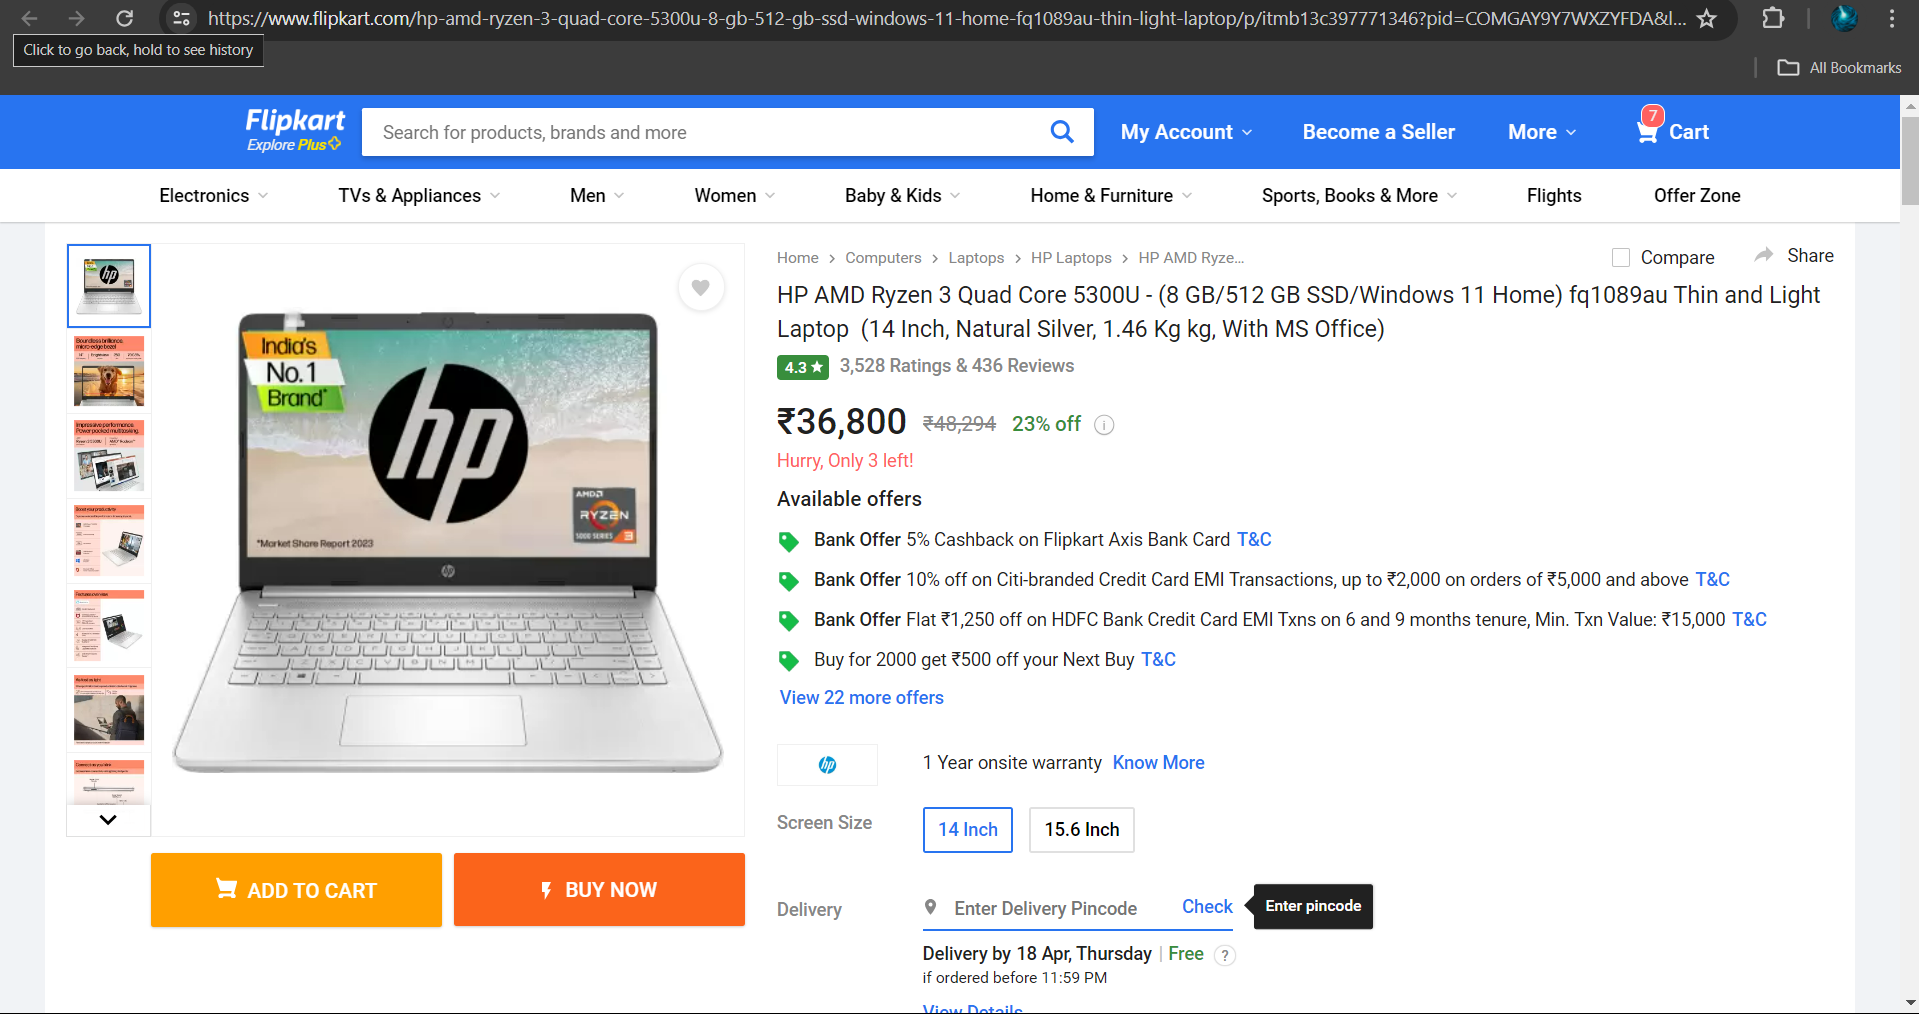 https://www.flipkart.com/hp-amd-ryzen-3-quad-core-5300u-8-gb-512-gb-ssd-windows-11-home-fq1089au-thin-light-laptop/p/itmb13c397771346?pid=COMGAY9Y7WXZYFDA&l...
Click to go back, hold to see history
All Bookmarks
Flipkart
Explore Plus
Search for products, brands and more
My Account
Become a Seller
More
7
Cart
Electronics
TVs & Appliances
Men
Women
Baby & Kids
Home & Furniture
Sports, Books & More
Flights
Offer Zone
India's
No.1
Brand*
hp
AMD
RYZEN
5000 SERIES 3
*Market Share Report 2023
hp
ADD TO CART
BUY NOW
Home > Computers > Laptops > HP Laptops > HP AMD Ryze...
Compare
Share
HP AMD Ryzen 3 Quad Core 5300U - (8 GB/512 GB SSD/Windows 11 Home) fq1089au Thin and Light
Laptop (14 Inch, Natural Silver, 1.46 Kg kg, With MS Office)
4.3 ★ 3,528 Ratings & 436 Reviews
₹36,800 ₹48,294 23% off
Hurry, Only 3 left!
Available offers
Bank Offer 5% Cashback on Flipkart Axis Bank Card T&C
Bank Offer 10% off on Citi-branded Credit Card EMI Transactions, up to ₹2,000 on orders of ₹5,000 and above T&C
Bank Offer Flat ₹1,250 off on HDFC Bank Credit Card EMI Txns on 6 and 9 months tenure, Min. Txn Value: ₹15,000 T&C
Buy for 2000 get ₹500 off your Next Buy T&C
View 22 more offers
hp
1 Year onsite warranty Know More
Screen Size
14 Inch
15.6 Inch
Delivery
Enter Delivery Pincode
Check
Enter pincode
Delivery by 18 Apr, Thursday | Free ?
if ordered before 11:59 PM
View Details